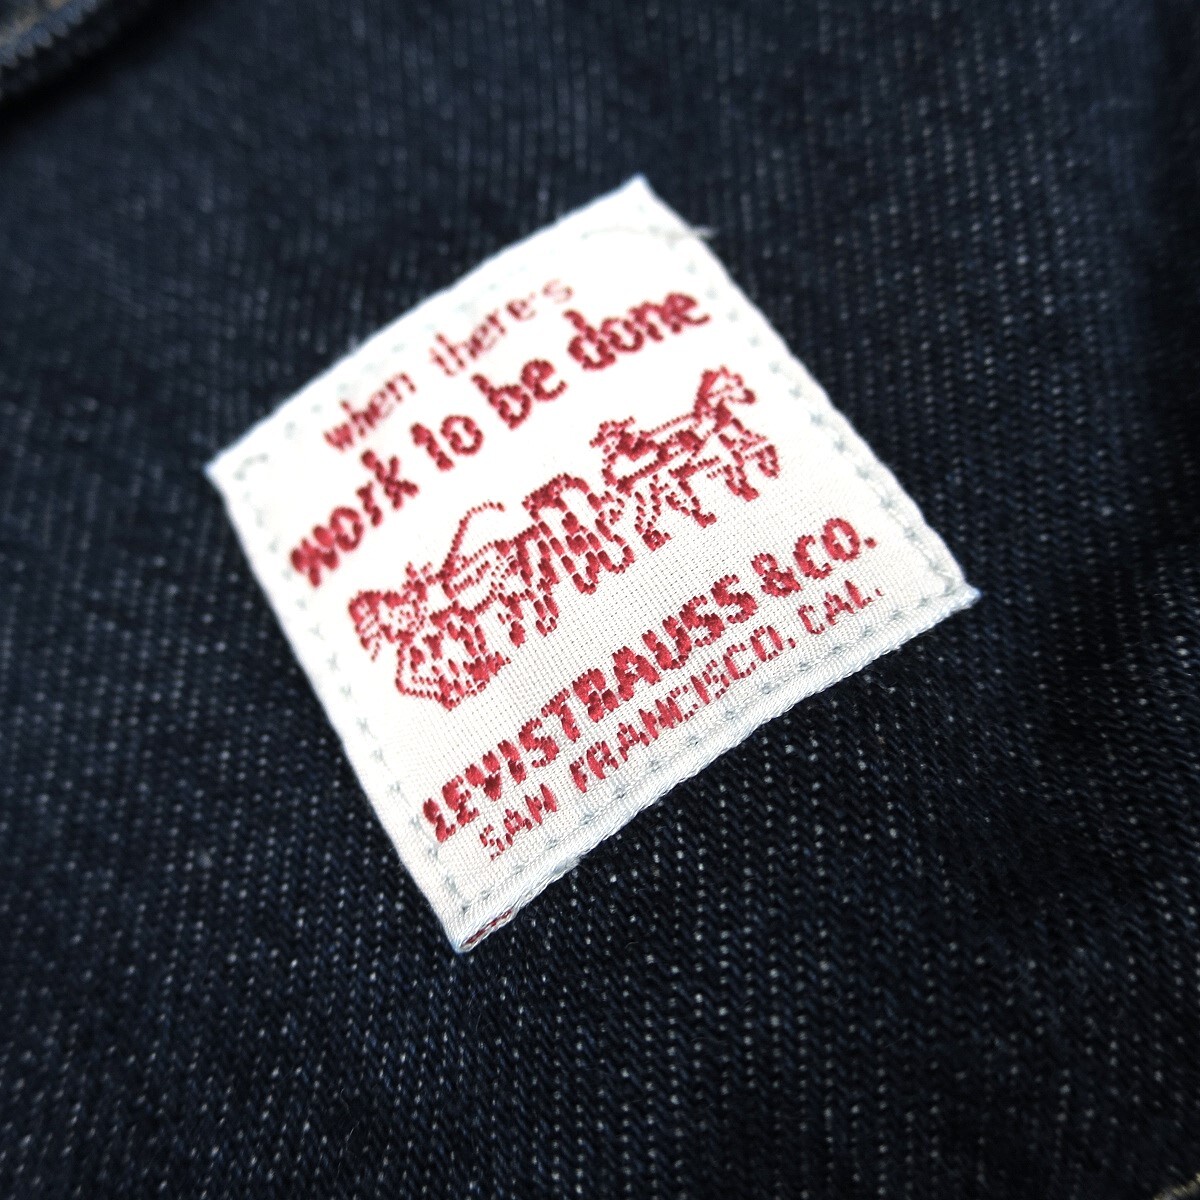 when there's
work to be done
LEVI STRAUSS & CO.
SAN FRANCISCO, CAL.